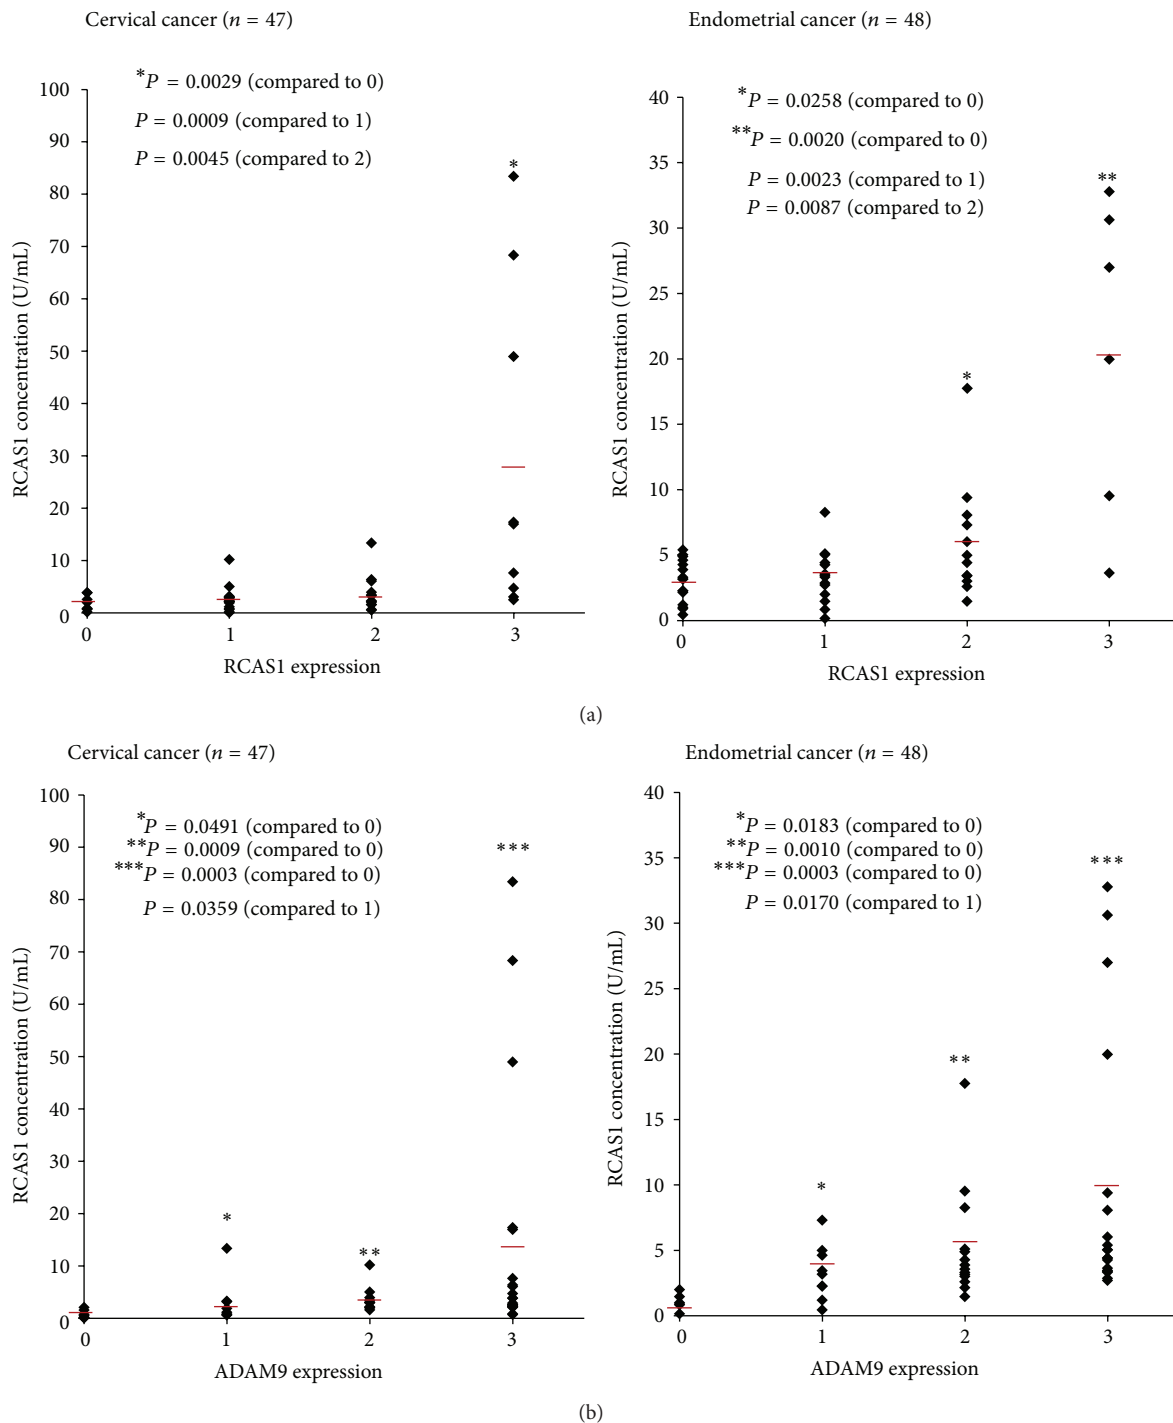 Cervical cancer (n = 47)
*P = 0.0029 (compared to 0)
P = 0.0009 (compared to 1)
P = 0.0045 (compared to 2)
*
100
90
80
70
60
50
40
30
20
10
0
RCAS1 concentration (U/mL)
0 1 2 3
RCAS1 expression
Endometrial cancer (n = 48)
*P = 0.0258 (compared to 0)
**P = 0.0020 (compared to 0)
P = 0.0023 (compared to 1)
P = 0.0087 (compared to 2)
**
*
40
35
30
25
20
15
10
5
0
RCAS1 concentration (U/mL)
0 1 2 3
RCAS1 expression
(a)
Cervical cancer (n = 47)
*P = 0.0491 (compared to 0)
**P = 0.0009 (compared to 0)
***P = 0.0003 (compared to 0)
P = 0.0359 (compared to 1)
***
*
**
100
90
80
70
60
50
40
30
20
10
0
RCAS1 concentration (U/mL)
0 1 2 3
ADAM9 expression
Endometrial cancer (n = 48)
*P = 0.0183 (compared to 0)
**P = 0.0010 (compared to 0)
***P = 0.0003 (compared to 0)
P = 0.0170 (compared to 1)
***
**
*
40
35
30
25
20
15
10
5
0
RCAS1 concentration (U/mL)
0 1 2 3
ADAM9 expression
(b)